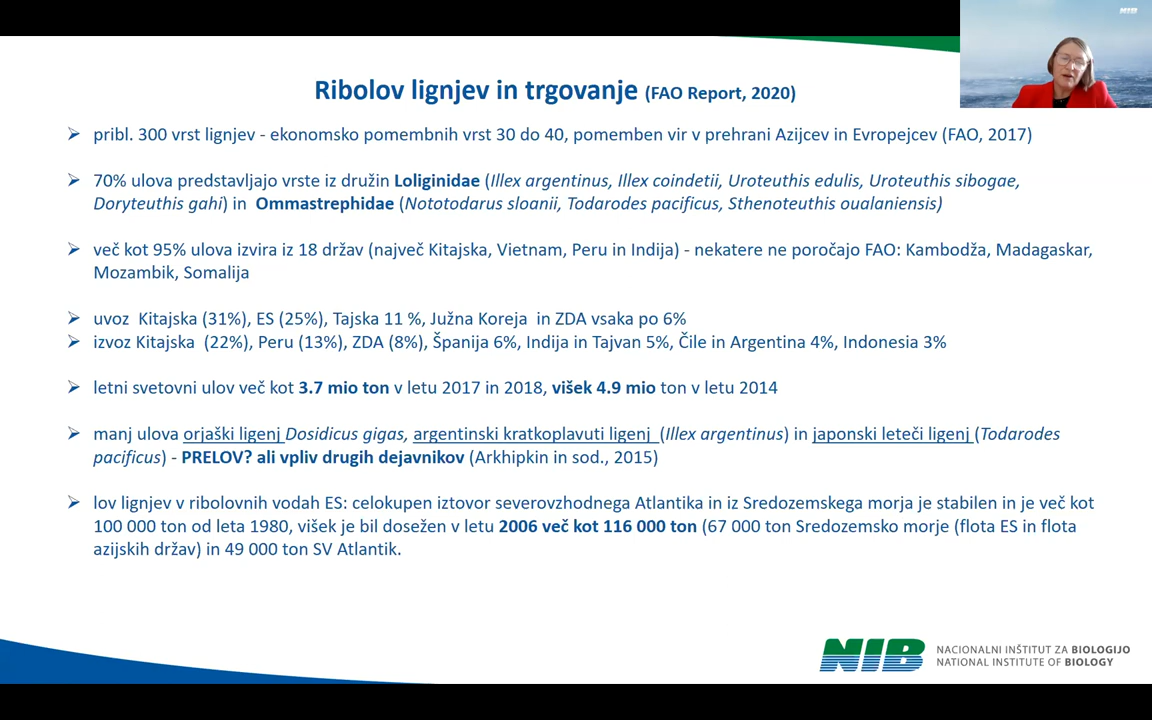 NIB
Ribolov lignjev in trgovanje (FAO Report, 2020)
pribl. 300 vrst lignjev - ekonomsko pomembnih vrst 30 do 40, pomemben vir v prehrani Azijcev in Evropejcev (FAO, 2017)
70% ulova predstavljajo vrste iz družin Loliginidae (Illex argentinus, Illex coindetii, Uroteuthis edulis, Uroteuthis sibogae,
Doryteuthis gahi) in Ommastrephidae (Nototodarus sloanii, Todarodes pacificus, Sthenoteuthis oualaniensis)
več kot 95% ulova izvira iz 18 držav (največ Kitajska, Vietnam, Peru in Indija) - nekatere ne poročajo FAO: Kambodža, Madagaskar,
Mozambik, Somalija
uvoz Kitajska (31%), ES (25%), Tajska 11 %, Južna Koreja in ZDA vsaka po 6%
izvoz Kitajska (22%), Peru (13%), ZDA (8%), Španija 6%, Indija in Tajvan 5%, Čile in Argentina 4%, Indonesia 3%
letni svetovni ulov več kot 3.7 mio ton v letu 2017 in 2018, višek 4.9 mio ton v letu 2014
manj ulova orjaški ligenj Dosidicus gigas, argentinski kratkoplavuti ligenj (Illex argentinus) in japonski leteči ligenj (Todarodes
pacificus) - PRELOV? ali vpliv drugih dejavnikov (Arkhipkin in sod., 2015)
lov lignjev v ribolovnih vodah ES: celokupen iztovor severovzhodnega Atlantika in iz Sredozemskega morja je stabilen in je več kot
100 000 ton od leta 1980, višek je bil dosežen v letu 2006 več kot 116 000 ton (67 000 ton Sredozemsko morje (flota ES in flota
azijskih držav) in 49 000 ton SV Atlantik.
NIB NACIONALNI INŠTITUT ZA BIOLOGIJO
NATIONAL INSTITUTE OF BIOLOGY